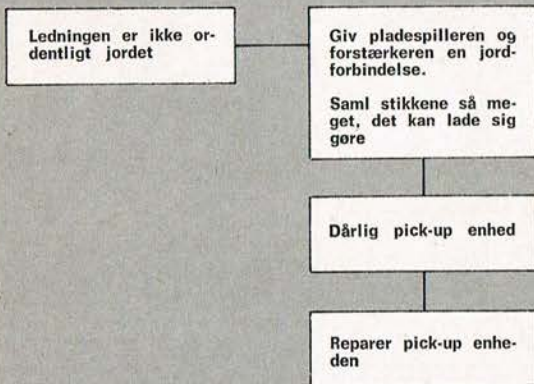 Ledningen er ikke or-
dentligt jordet
Giv pladespilleren og
forstærkeren en jord-
forbindelse.
Saml stikkene så me-
get, det kan lade sig
gøre
Dårlig pick-up enhed
Reparer pick-up enhe-
den